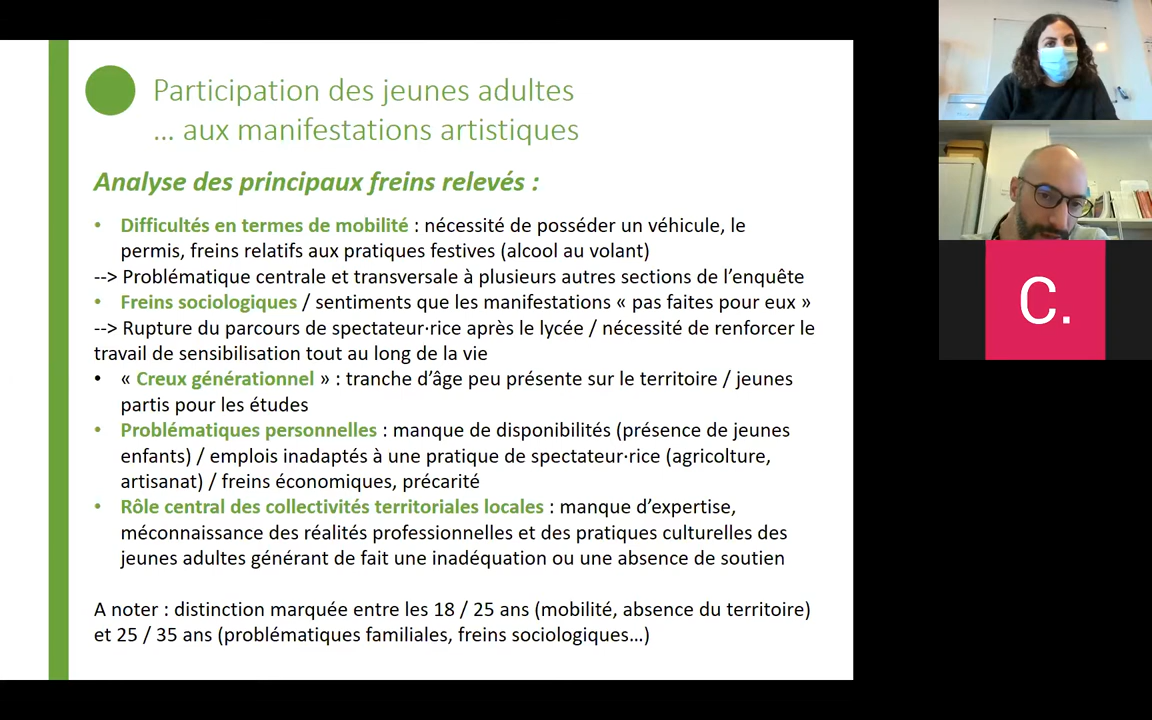 Participation des jeunes adultes
… aux manifestations artistiques
Analyse des principaux freins relevés :
• Difficultés en termes de mobilité : nécessité de posséder un véhicule, le
permis, freins relatifs aux pratiques festives (alcool au volant)
--> Problématique centrale et transversale à plusieurs autres sections de l’enquête
• Freins sociologiques / sentiments que les manifestations « pas faites pour eux »
--> Rupture du parcours de spectateur·rice après le lycée / nécessité de renforcer le
travail de sensibilisation tout au long de la vie
• « Creux générationnel » : tranche d’âge peu présente sur le territoire / jeunes
partis pour les études
• Problématiques personnelles : manque de disponibilités (présence de jeunes
enfants) / emplois inadaptés à une pratique de spectateur·rice (agricolture,
artisanat) / freins économiques, précarité
• Rôle central des collectivités territoriales locales : manque d’expertise,
méconnaissance des réalités professionnelles et des pratiques culturelles des
jeunes adultes générant de fait une inadéquation ou une absence de soutien
A noter : distinction marquée entre les 18 / 25 ans (mobilité, absence du territoire)
et 25 / 35 ans (problématiques familiales, freins sociologiques…)
C.